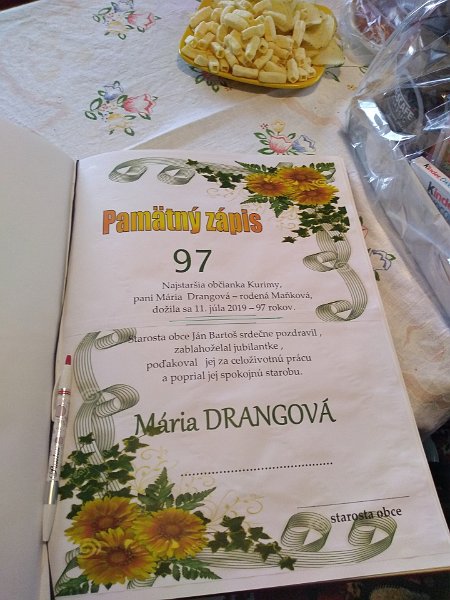 Pamätný zápis
97
Najstaršia občianka Kurimy,
pani Mária Drangová – rodená Maňková,
dožila sa 11. júla 2019 – 97 rokov.
Starosta obce Ján Bartoš srdečne pozdravil ,
zablahoželal jubilantke ,
poďakoval jej za celoživotnú prácu
a poprial jej spokojnú starobu.
Mária DRANGOVÁ
........................................
starosta obce
kinder
kinder